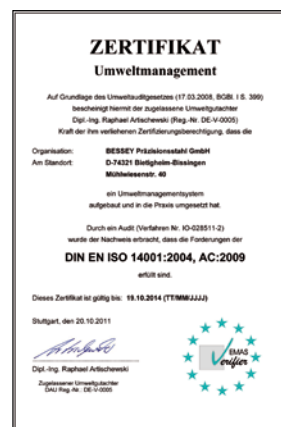 ZERTIFIKAT
Umweltmanagement
Auf Grundlage des Umweltauditgesetzes (17.03.2008, BGBl. I S. 399)
bescheinigt hiermit der zugelassene Umweltgutachter
Dipl.-Ing. Raphael Artischewski (Reg.-Nr. DE-V-0005)
Kraft der ihm verliehenen Zertifizierungsberechtigung, dass die
Organisation: BESSEY Präzisionsstahl GmbH
Am Standort: D-74321 Bietigheim-Bissingen
Mühlwiesenstr. 40
ein Umweltmanagementsystem
aufgebaut und in die Praxis umgesetzt hat.
Durch ein Audit (Verfahren Nr. IO-028511-2)
wurde der Nachweis erbracht, dass die Forderungen der
DIN EN ISO 14001:2004, AC:2009
erfüllt sind.
Dieses Zertifikat ist gültig bis: 19.10.2014 (TT/MM/JJJJ)
Stuttgart, den 20.10.2011
EMAS
Verifier
Dipl.-Ing. Raphael Artischewski
Zugelassener Umweltgutachter
DAU Reg.-Nr.: DE-V-0005